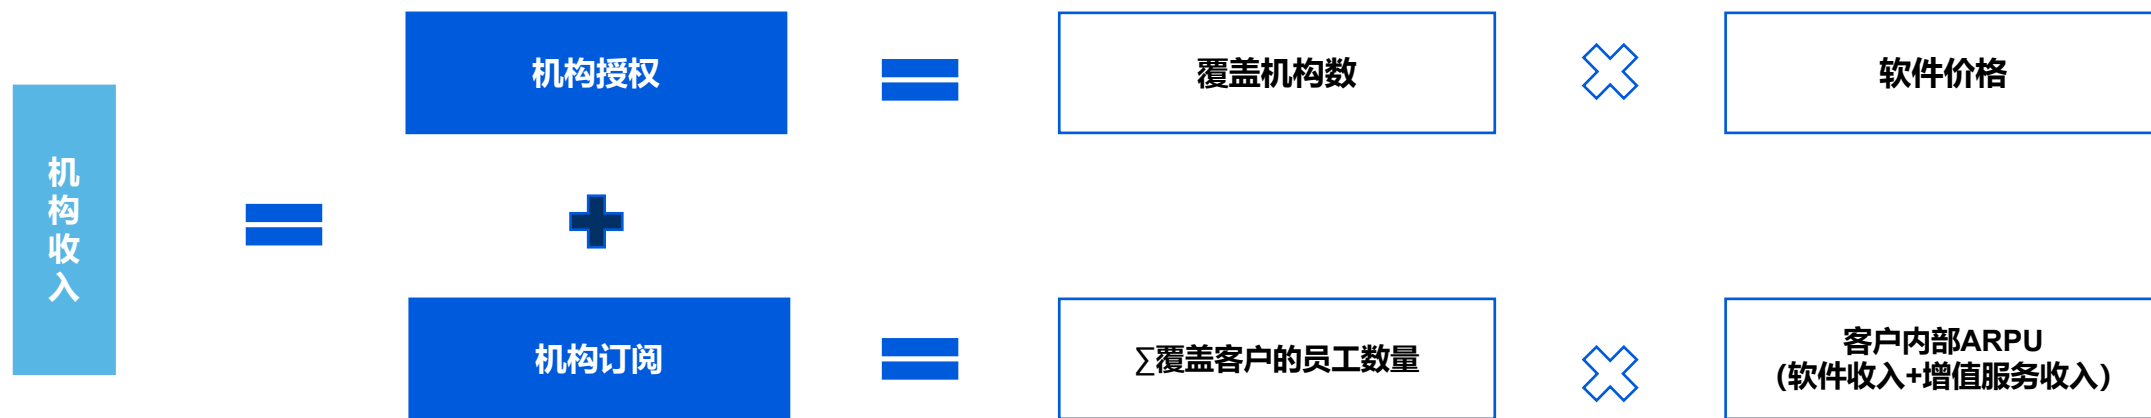 机构授权
覆盖机构数
软件价格
机构收入
机构订阅
∑覆盖客户的员工数量
客户内部ARPU
(软件收入+增值服务收入)